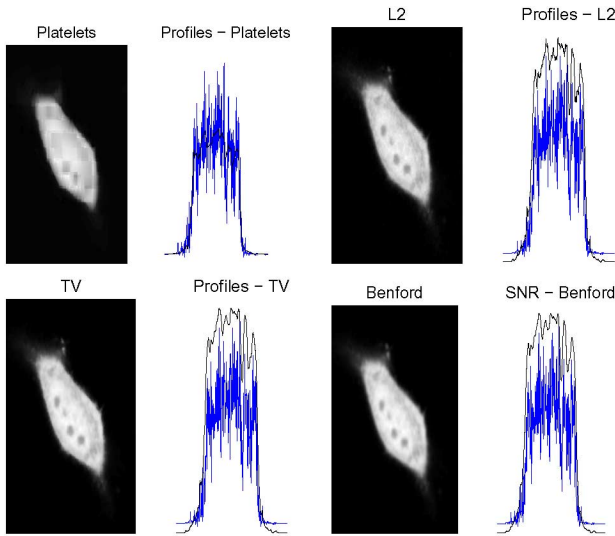 Platelets
Profiles – Platelets
L2
Profiles – L2
TV
Profiles – TV
Benford
SNR – Benford